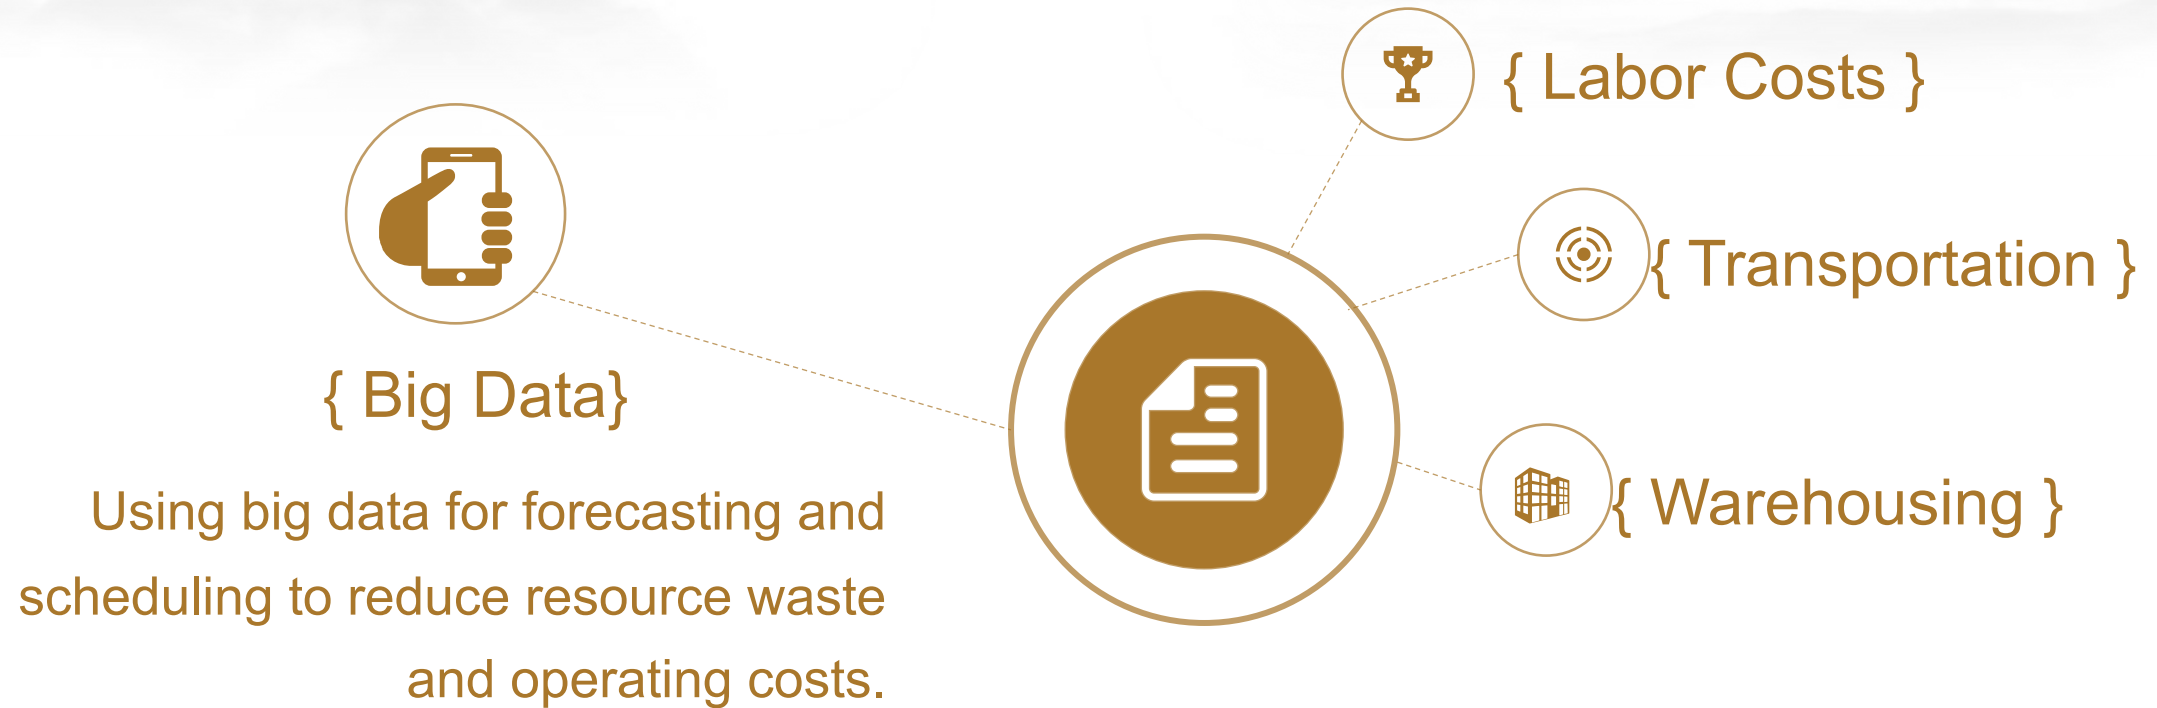 { Big Data}
Using big data for forecasting and
scheduling to reduce resource waste
and operating costs.
{ Labor Costs }
{ Transportation }
{ Warehousing }